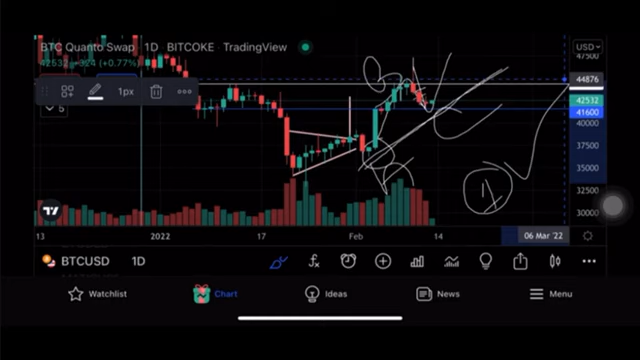 BTC Quanto Swap · 1D · BITCOKE · TradingView
USD
47500
42532 +324 (+0.77%)
44876
1px
42532
5
41600
40000
37500
35000
32500
30000
13 2022 17 Feb 14 06 Mar '22
BTCUSD 1D
Watchlist Chart Ideas News Menu